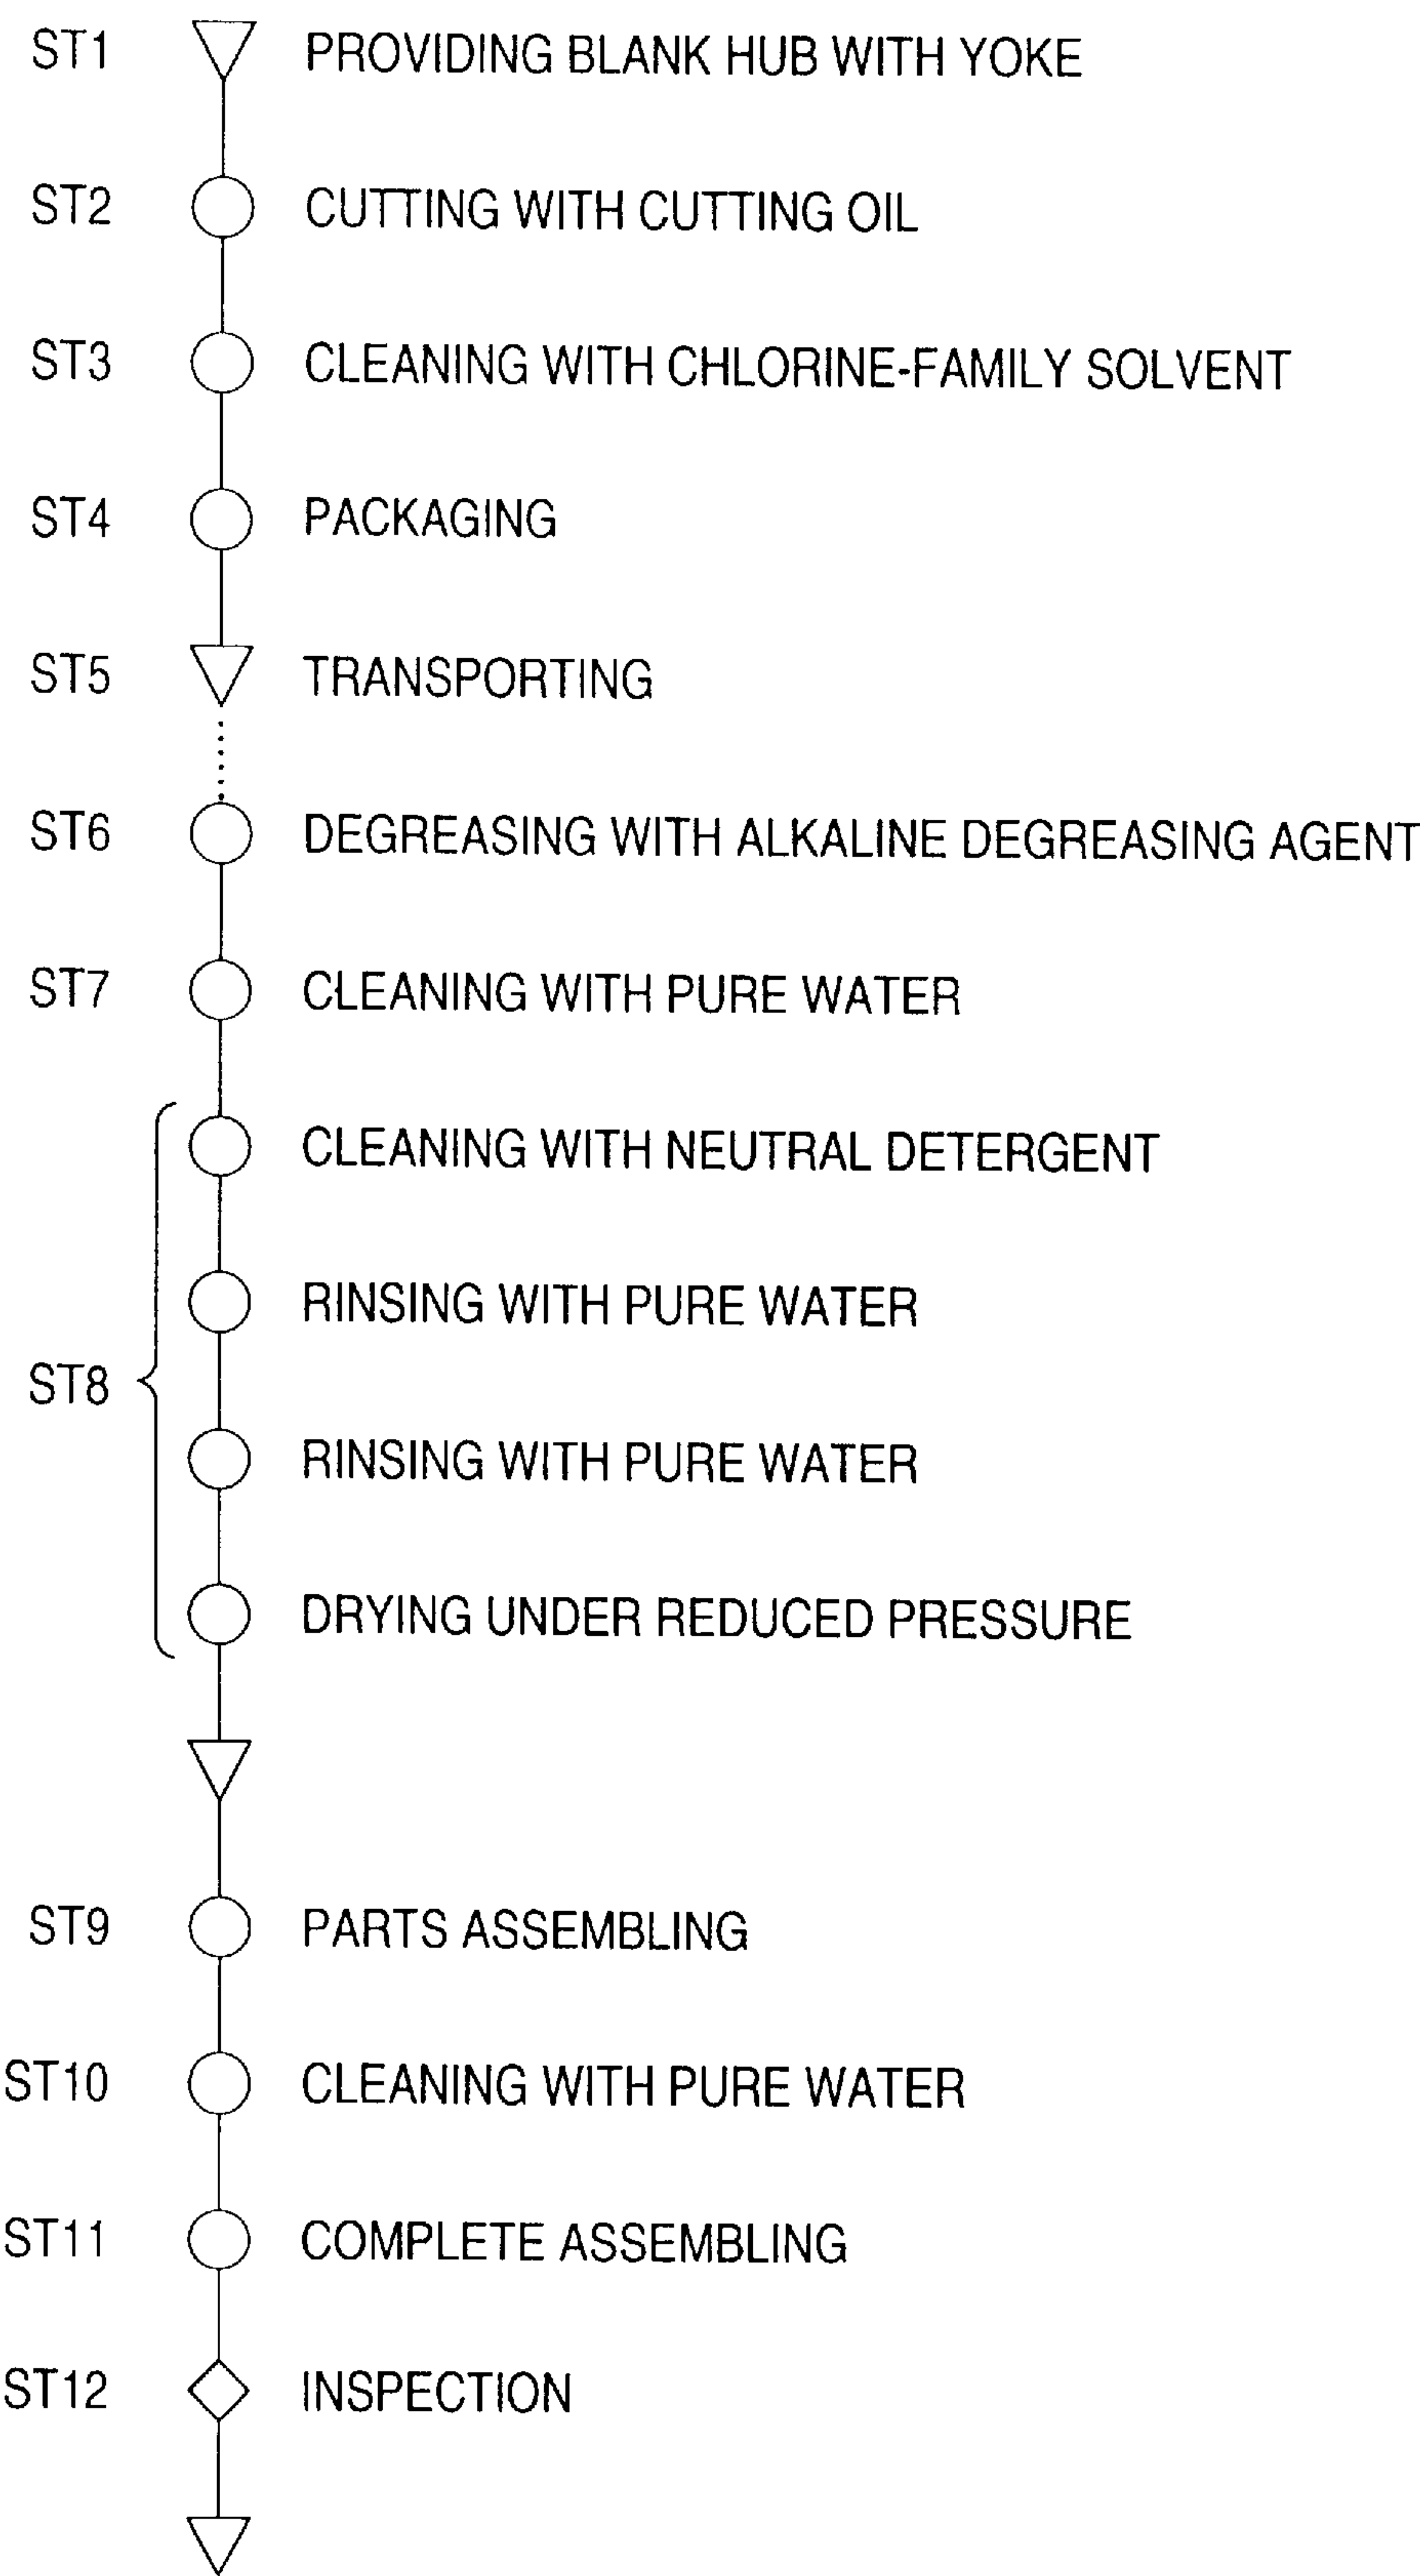 ST1 PROVIDING BLANK HUB WITH YOKE
ST2 CUTTING WITH CUTTING OIL
ST3 CLEANING WITH CHLORINE-FAMILY SOLVENT
ST4 PACKAGING
ST5 TRANSPORTING
ST6 DEGREASING WITH ALKALINE DEGREASING AGENT
ST7 CLEANING WITH PURE WATER
CLEANING WITH NEUTRAL DETERGENT
RINSING WITH PURE WATER
ST8
RINSING WITH PURE WATER
DRYING UNDER REDUCED PRESSURE
ST9 PARTS ASSEMBLING
ST10 CLEANING WITH PURE WATER
ST11 COMPLETE ASSEMBLING
ST12 INSPECTION